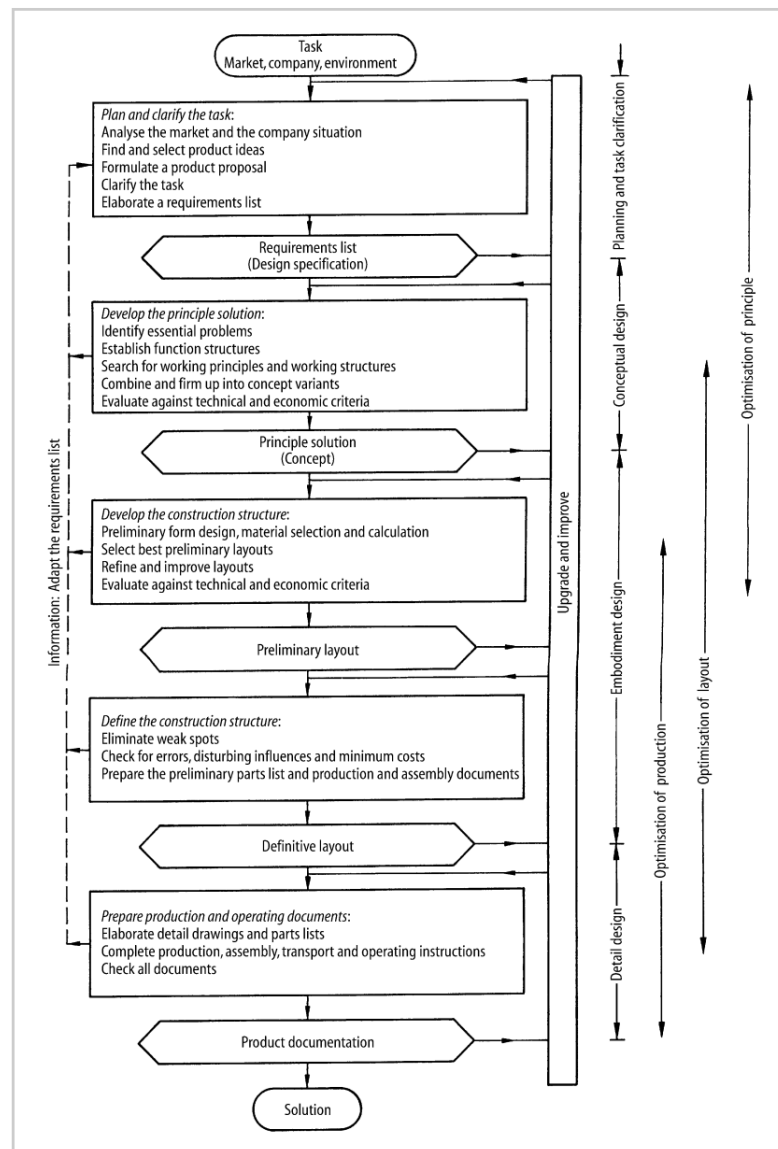 Task
Market, company, environment
Plan and clarify the task:
Analyse the market and the company situation
Find and select product ideas
Formulate a product proposal
Clarify the task
Elaborate a requirements list
Requirements list
(Design specification)
Develop the principle solution:
Identify essential problems
Establish function structures
Search for working principles and working structures
Combine and firm up into concept variants
Evaluate against technical and economic criteria
Principle solution
(Concept)
Develop the construction structure:
Preliminary form design, material selection and calculation
Select best preliminary layouts
Refine and improve layouts
Evaluate against technical and economic criteria
Preliminary layout
Define the construction structure:
Eliminate weak spots
Check for errors, disturbing influences and minimum costs
Prepare the preliminary parts list and production and assembly documents
Definitive layout
Prepare production and operating documents:
Elaborate detail drawings and parts lists
Complete production, assembly, transport and operating instructions
Check all documents
Product documentation
Solution
Information: Adapt the requirements list
Upgrade and improve
Planning and task clarification
Conceptual design
Embodiment design
Detail design
Optimisation of production
Optimisation of layout
Optimisation of principle